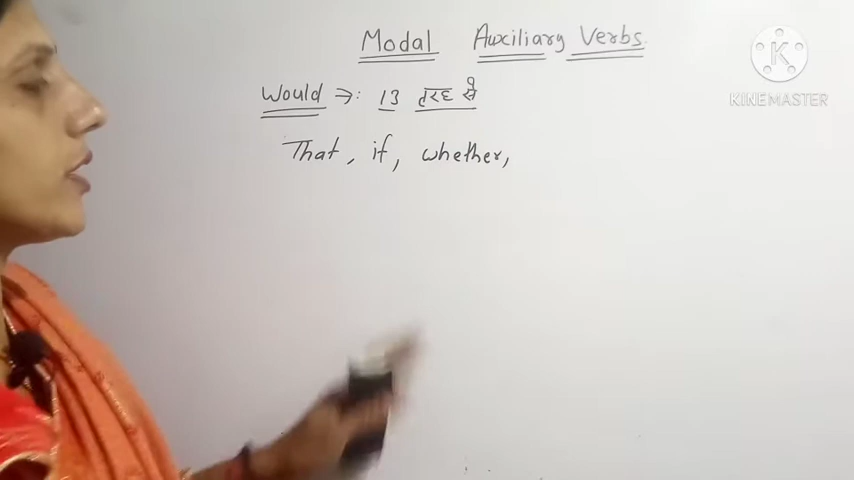 Modal Auxiliary Verbs.
Would →: 13 तरह से
That, if, whether,
K
KINEMASTER